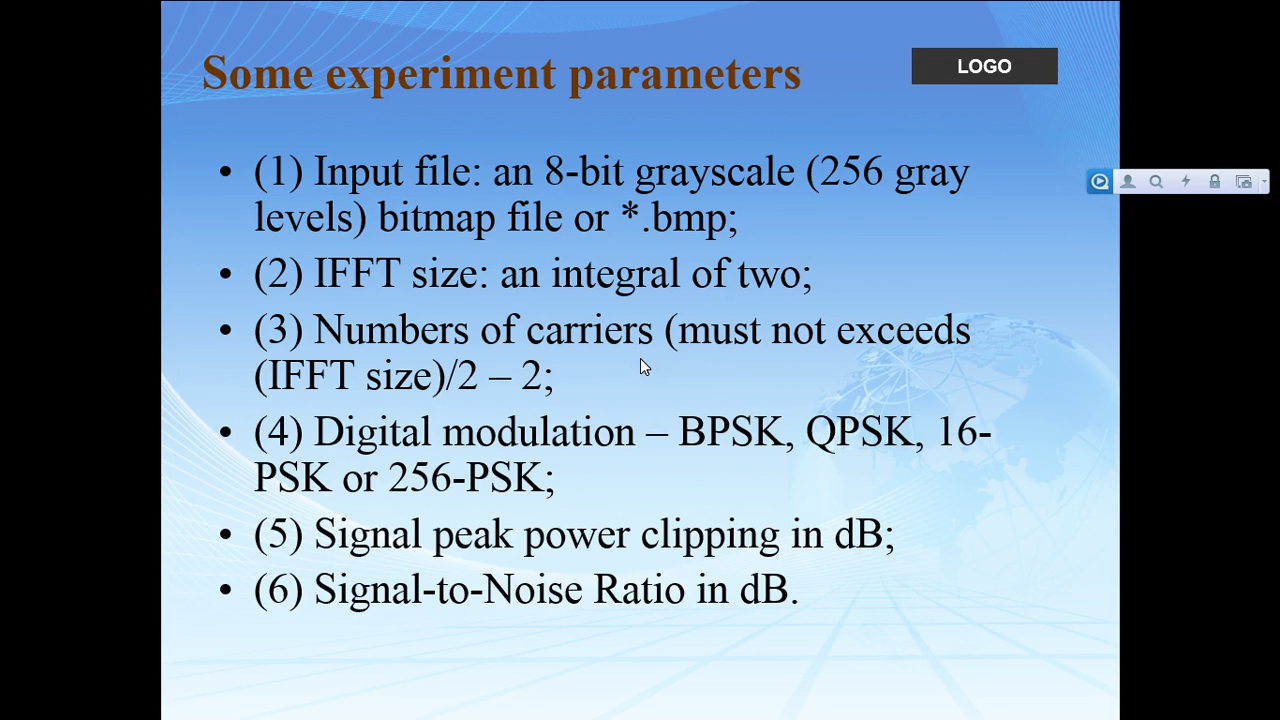 Some experiment parameters
LOGO
• (1) Input file: an 8-bit grayscale (256 gray
levels) bitmap file or *.bmp;
• (2) IFFT size: an integral of two;
• (3) Numbers of carriers (must not exceeds
(IFFT size)/2 – 2;
• (4) Digital modulation – BPSK, QPSK, 16-
PSK or 256-PSK;
• (5) Signal peak power clipping in dB;
• (6) Signal-to-Noise Ratio in dB.